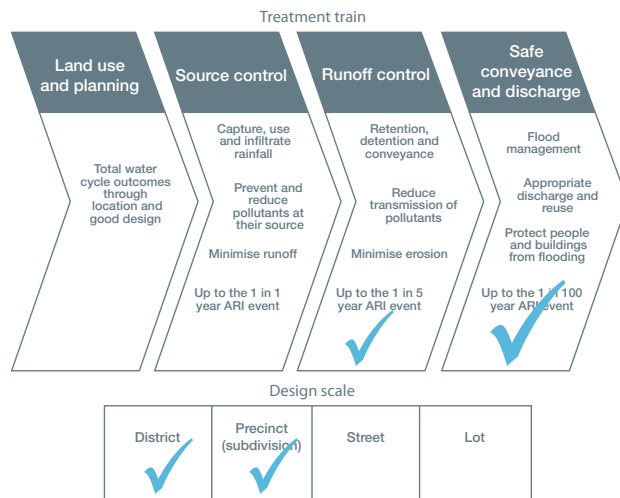 Treatment train
Land use
and planning
Total water
cycle outcomes
through
location and
good design
Source control
Capture, use
and infiltrate
rainfall
Prevent and
reduce
pollutants at
their source
Minimise runoff
Up to the 1 in 1
year ARI event
Runoff control
Retention,
detention and
conveyance
Reduce
transmission of
pollutants
Minimise erosion
Up to the 1 in 5
year ARI event
Safe
conveyance
and discharge
Flood
management
Appropriate
discharge and
reuse
Protect people
and buildings
from flooding
Up to the 1 in 100
year ARI event
Design scale
District
Precinct
(subdivision)
Street
Lot